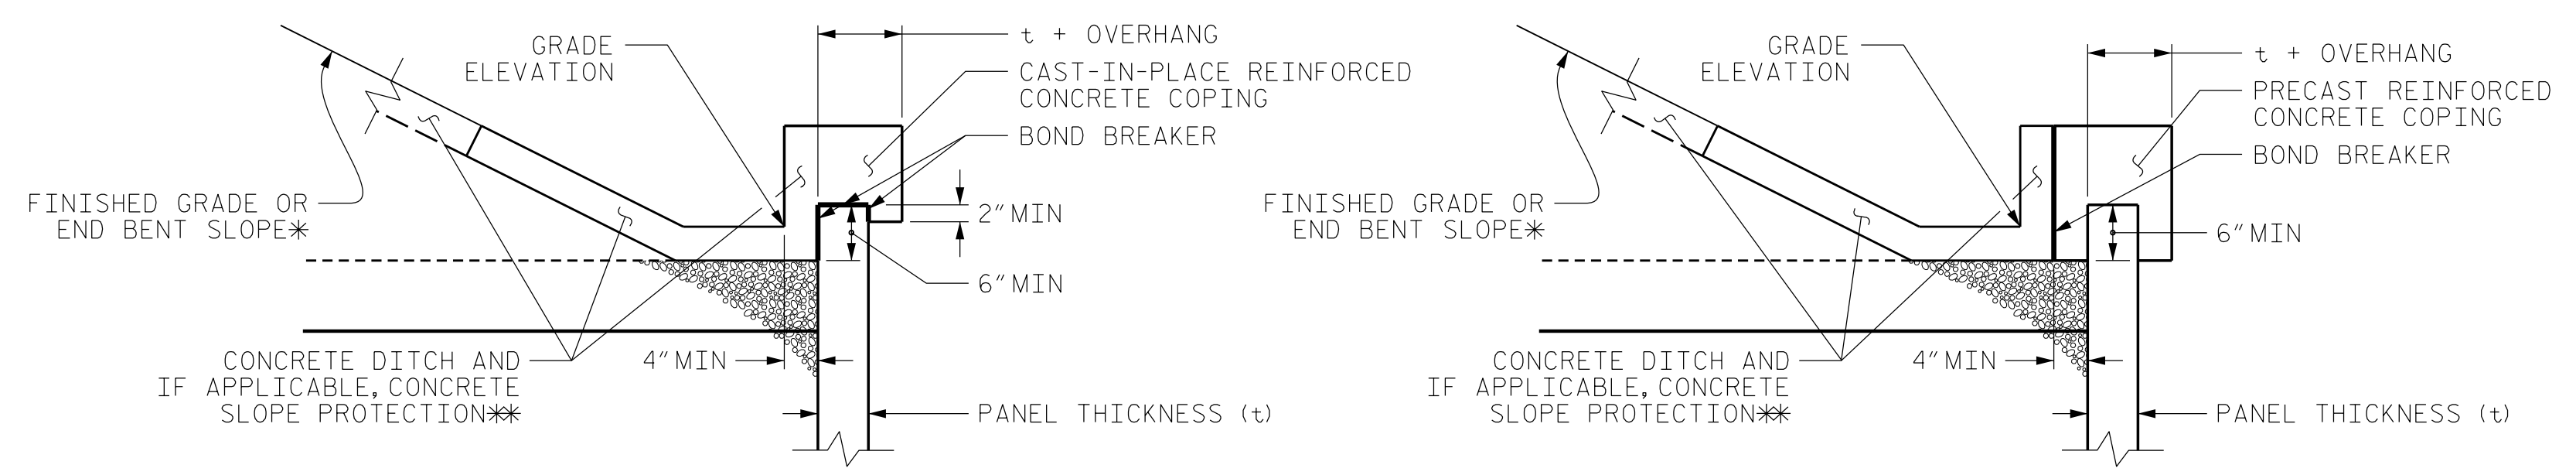 GRADE
ELEVATION
t + OVERHANG
CAST-IN-PLACE REINFORCED
CONCRETE COPING
BOND BREAKER
2" MIN
6" MIN
FINISHED GRADE OR
END BENT SLOPE*
CONCRETE DITCH AND
IF APPLICABLE, CONCRETE
SLOPE PROTECTION**
4" MIN
PANEL THICKNESS (t)
GRADE
ELEVATION
t + OVERHANG
PRECAST REINFORCED
CONCRETE COPING
BOND BREAKER
6" MIN
FINISHED GRADE OR
END BENT SLOPE*
CONCRETE DITCH AND
IF APPLICABLE, CONCRETE
SLOPE PROTECTION**
4" MIN
PANEL THICKNESS (t)